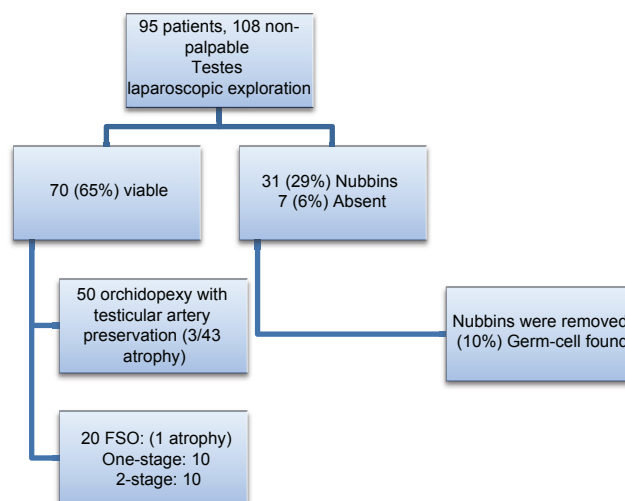 95 patients, 108 non-
palpable
Testes
laparoscopic exploration
70 (65%) viable
31 (29%) Nubbins
7 (6%) Absent
50 orchidopexy with
testicular artery
preservation (3/43
atrophy)
Nubbins were removed
(10%) Germ-cell found
20 FSO: (1 atrophy)
One-stage: 10
2-stage: 10